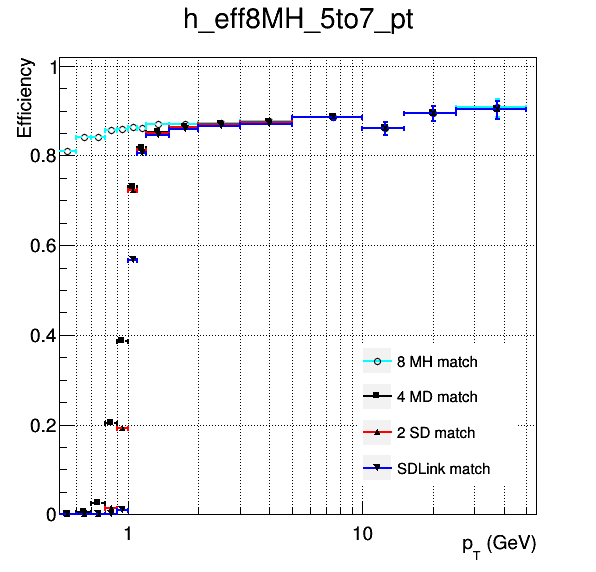 h_eff8MH_5to7_pt
Efficiency
1
0.8
0.6
0.4
0.2
0
8 MH match
4 MD match
2 SD match
SDLink match
1
10
p_T (GeV)